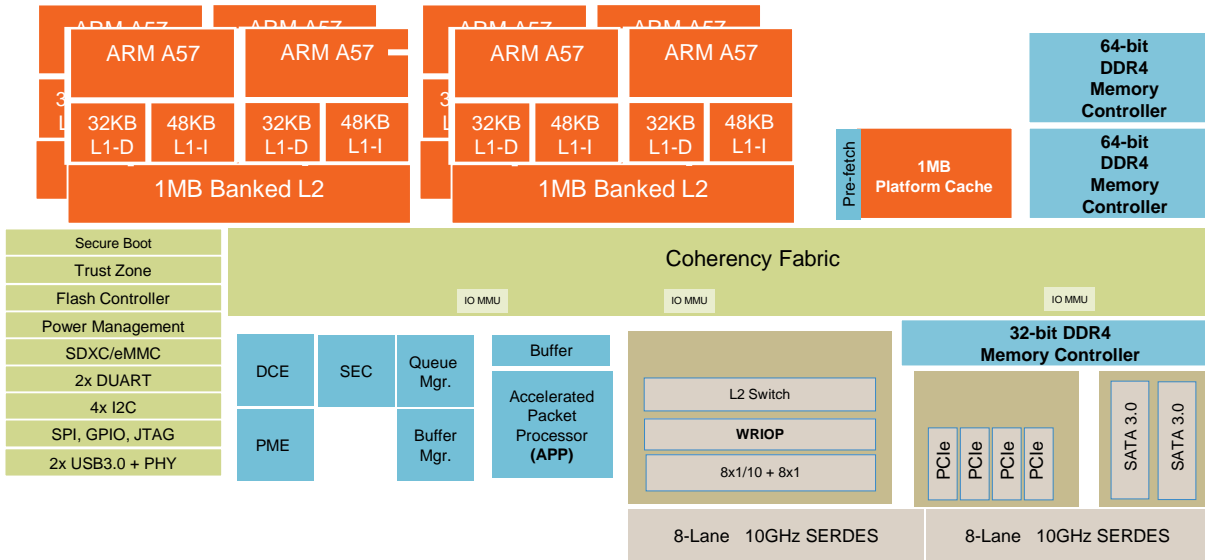 ARM A57
ARM A57
ARM A57
ARM A57
32KB
L1-D
48KB
L1-I
32KB
L1-D
48KB
L1-I
32KB
L1-D
48KB
L1-I
32KB
L1-D
48KB
L1-I
1MB Banked L2
1MB Banked L2
Pre-fetch
1MB
Platform Cache
64-bit
DDR4
Memory
Controller
64-bit
DDR4
Memory
Controller
Secure Boot
Trust Zone
Flash Controller
Power Management
SDXC/eMMC
2x DUART
4x I2C
SPI, GPIO, JTAG
2x USB3.0 + PHY
Coherency Fabric
IO MMU
IO MMU
IO MMU
DCE
SEC
Queue
Mgr.
PME
Buffer
Mgr.
Buffer
Accelerated
Packet
Processor
(APP)
L2 Switch
WRIOP
8x1/10 + 8x1
32-bit DDR4
Memory Controller
PCIe
PCIe
PCIe
PCIe
SATA 3.0
SATA 3.0
8-Lane 10GHz SERDES
8-Lane 10GHz SERDES